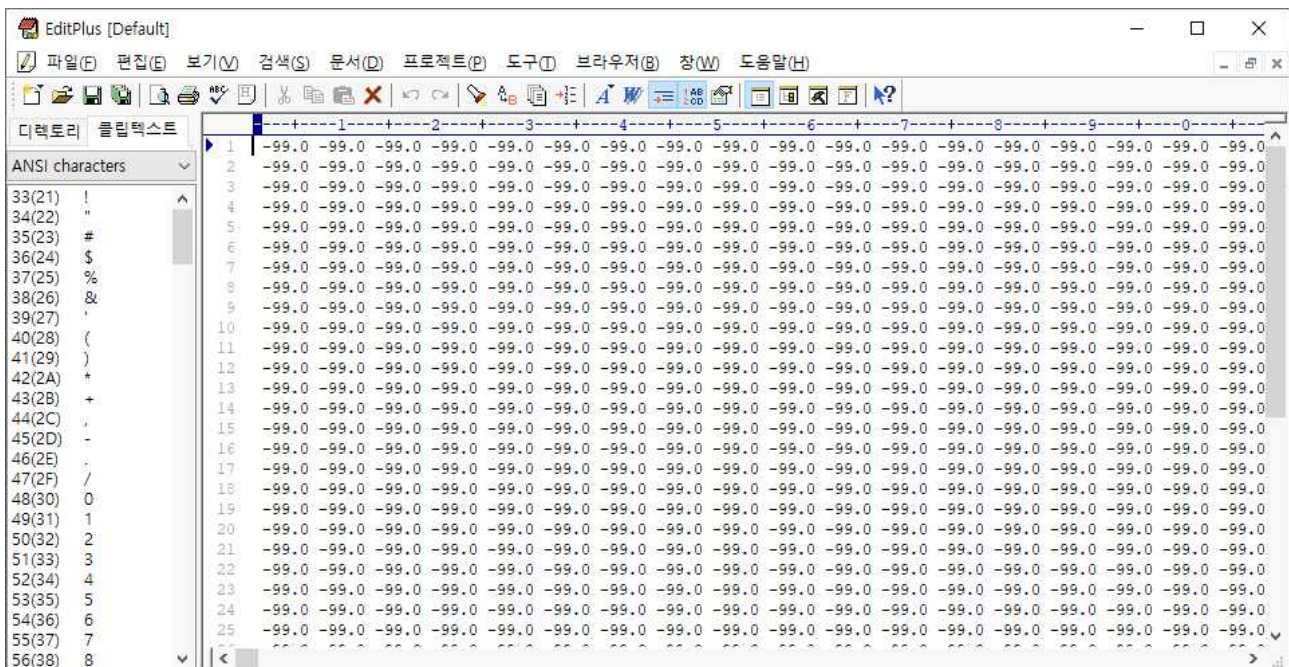 EditPlus [Default]
파일(F) 편집(E) 보기(V) 검색(S) 문서(D) 프로젝트(P) 도구(T) 브라우저(B) 창(W) 도움말(H)
디렉토리 클립텍스트
ANSI characters
33(21) !
34(22) "
35(23) #
36(24) $
37(25) %
38(26) &
39(27) '
40(28) (
41(29) )
42(2A) *
43(2B) +
44(2C) ,
45(2D) -
46(2E) .
47(2F) /
48(30) 0
49(31) 1
50(32) 2
51(33) 3
52(34) 4
53(35) 5
54(36) 6
55(37) 7
56(38) 8
----+----1----+----2----+----3----+----4----+----5----+----6----+----7----+----8----+----9----+----0----+---
1 -99.0 -99.0 -99.0 -99.0 -99.0 -99.0 -99.0 -99.0 -99.0 -99.0 -99.0 -99.0 -99.0 -99.0 -99.0 -99.0 -99.0 -99.0
2 -99.0 -99.0 -99.0 -99.0 -99.0 -99.0 -99.0 -99.0 -99.0 -99.0 -99.0 -99.0 -99.0 -99.0 -99.0 -99.0 -99.0 -99.0
3 -99.0 -99.0 -99.0 -99.0 -99.0 -99.0 -99.0 -99.0 -99.0 -99.0 -99.0 -99.0 -99.0 -99.0 -99.0 -99.0 -99.0 -99.0
4 -99.0 -99.0 -99.0 -99.0 -99.0 -99.0 -99.0 -99.0 -99.0 -99.0 -99.0 -99.0 -99.0 -99.0 -99.0 -99.0 -99.0 -99.0
5 -99.0 -99.0 -99.0 -99.0 -99.0 -99.0 -99.0 -99.0 -99.0 -99.0 -99.0 -99.0 -99.0 -99.0 -99.0 -99.0 -99.0 -99.0
6 -99.0 -99.0 -99.0 -99.0 -99.0 -99.0 -99.0 -99.0 -99.0 -99.0 -99.0 -99.0 -99.0 -99.0 -99.0 -99.0 -99.0 -99.0
7 -99.0 -99.0 -99.0 -99.0 -99.0 -99.0 -99.0 -99.0 -99.0 -99.0 -99.0 -99.0 -99.0 -99.0 -99.0 -99.0 -99.0 -99.0
8 -99.0 -99.0 -99.0 -99.0 -99.0 -99.0 -99.0 -99.0 -99.0 -99.0 -99.0 -99.0 -99.0 -99.0 -99.0 -99.0 -99.0 -99.0
9 -99.0 -99.0 -99.0 -99.0 -99.0 -99.0 -99.0 -99.0 -99.0 -99.0 -99.0 -99.0 -99.0 -99.0 -99.0 -99.0 -99.0 -99.0
10 -99.0 -99.0 -99.0 -99.0 -99.0 -99.0 -99.0 -99.0 -99.0 -99.0 -99.0 -99.0 -99.0 -99.0 -99.0 -99.0 -99.0 -99.0
11 -99.0 -99.0 -99.0 -99.0 -99.0 -99.0 -99.0 -99.0 -99.0 -99.0 -99.0 -99.0 -99.0 -99.0 -99.0 -99.0 -99.0 -99.0
12 -99.0 -99.0 -99.0 -99.0 -99.0 -99.0 -99.0 -99.0 -99.0 -99.0 -99.0 -99.0 -99.0 -99.0 -99.0 -99.0 -99.0 -99.0
13 -99.0 -99.0 -99.0 -99.0 -99.0 -99.0 -99.0 -99.0 -99.0 -99.0 -99.0 -99.0 -99.0 -99.0 -99.0 -99.0 -99.0 -99.0
14 -99.0 -99.0 -99.0 -99.0 -99.0 -99.0 -99.0 -99.0 -99.0 -99.0 -99.0 -99.0 -99.0 -99.0 -99.0 -99.0 -99.0 -99.0
15 -99.0 -99.0 -99.0 -99.0 -99.0 -99.0 -99.0 -99.0 -99.0 -99.0 -99.0 -99.0 -99.0 -99.0 -99.0 -99.0 -99.0 -99.0
16 -99.0 -99.0 -99.0 -99.0 -99.0 -99.0 -99.0 -99.0 -99.0 -99.0 -99.0 -99.0 -99.0 -99.0 -99.0 -99.0 -99.0 -99.0
17 -99.0 -99.0 -99.0 -99.0 -99.0 -99.0 -99.0 -99.0 -99.0 -99.0 -99.0 -99.0 -99.0 -99.0 -99.0 -99.0 -99.0 -99.0
18 -99.0 -99.0 -99.0 -99.0 -99.0 -99.0 -99.0 -99.0 -99.0 -99.0 -99.0 -99.0 -99.0 -99.0 -99.0 -99.0 -99.0 -99.0
19 -99.0 -99.0 -99.0 -99.0 -99.0 -99.0 -99.0 -99.0 -99.0 -99.0 -99.0 -99.0 -99.0 -99.0 -99.0 -99.0 -99.0 -99.0
20 -99.0 -99.0 -99.0 -99.0 -99.0 -99.0 -99.0 -99.0 -99.0 -99.0 -99.0 -99.0 -99.0 -99.0 -99.0 -99.0 -99.0 -99.0
21 -99.0 -99.0 -99.0 -99.0 -99.0 -99.0 -99.0 -99.0 -99.0 -99.0 -99.0 -99.0 -99.0 -99.0 -99.0 -99.0 -99.0 -99.0
22 -99.0 -99.0 -99.0 -99.0 -99.0 -99.0 -99.0 -99.0 -99.0 -99.0 -99.0 -99.0 -99.0 -99.0 -99.0 -99.0 -99.0 -99.0
23 -99.0 -99.0 -99.0 -99.0 -99.0 -99.0 -99.0 -99.0 -99.0 -99.0 -99.0 -99.0 -99.0 -99.0 -99.0 -99.0 -99.0 -99.0
24 -99.0 -99.0 -99.0 -99.0 -99.0 -99.0 -99.0 -99.0 -99.0 -99.0 -99.0 -99.0 -99.0 -99.0 -99.0 -99.0 -99.0 -99.0
25 -99.0 -99.0 -99.0 -99.0 -99.0 -99.0 -99.0 -99.0 -99.0 -99.0 -99.0 -99.0 -99.0 -99.0 -99.0 -99.0 -99.0 -99.0